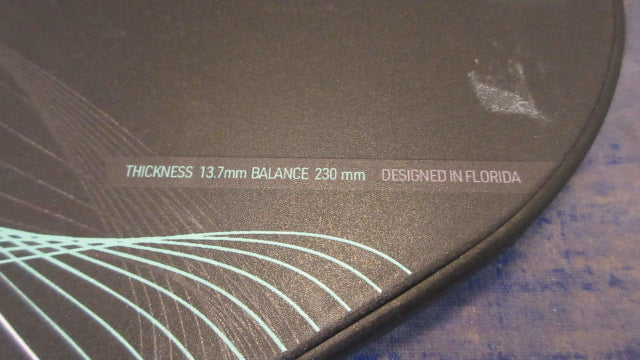 THICKNESS 13.7mm BALANCE 230 mm DESIGNED IN FLORIDA